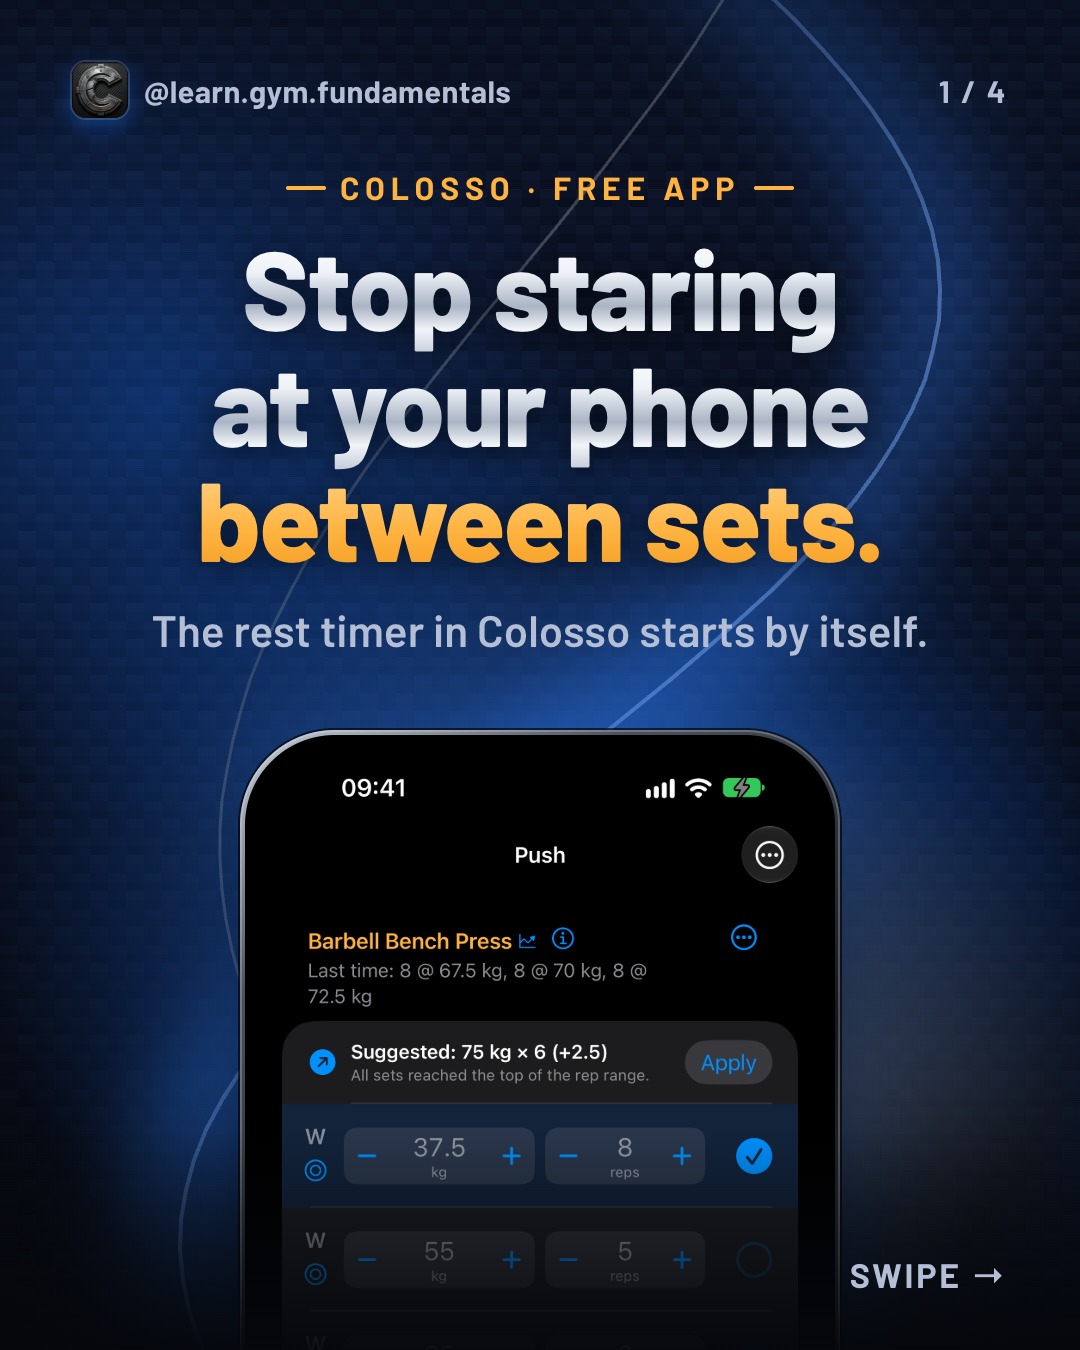 @learn.gym.fundamentals
1 / 4
COLOSSO · FREE APP
Stop staring
at your phone
between sets.
The rest timer in Colosso starts by itself.
09:41
Push
Barbell Bench Press
Last time: 8 @ 67.5 kg, 8 @ 70 kg, 8 @
72.5 kg
Suggested: 75 kg × 6 (+2.5)
All sets reached the top of the rep range.
Apply
W
37.5
kg
8
reps
W
55
kg
5
reps
SWIPE →